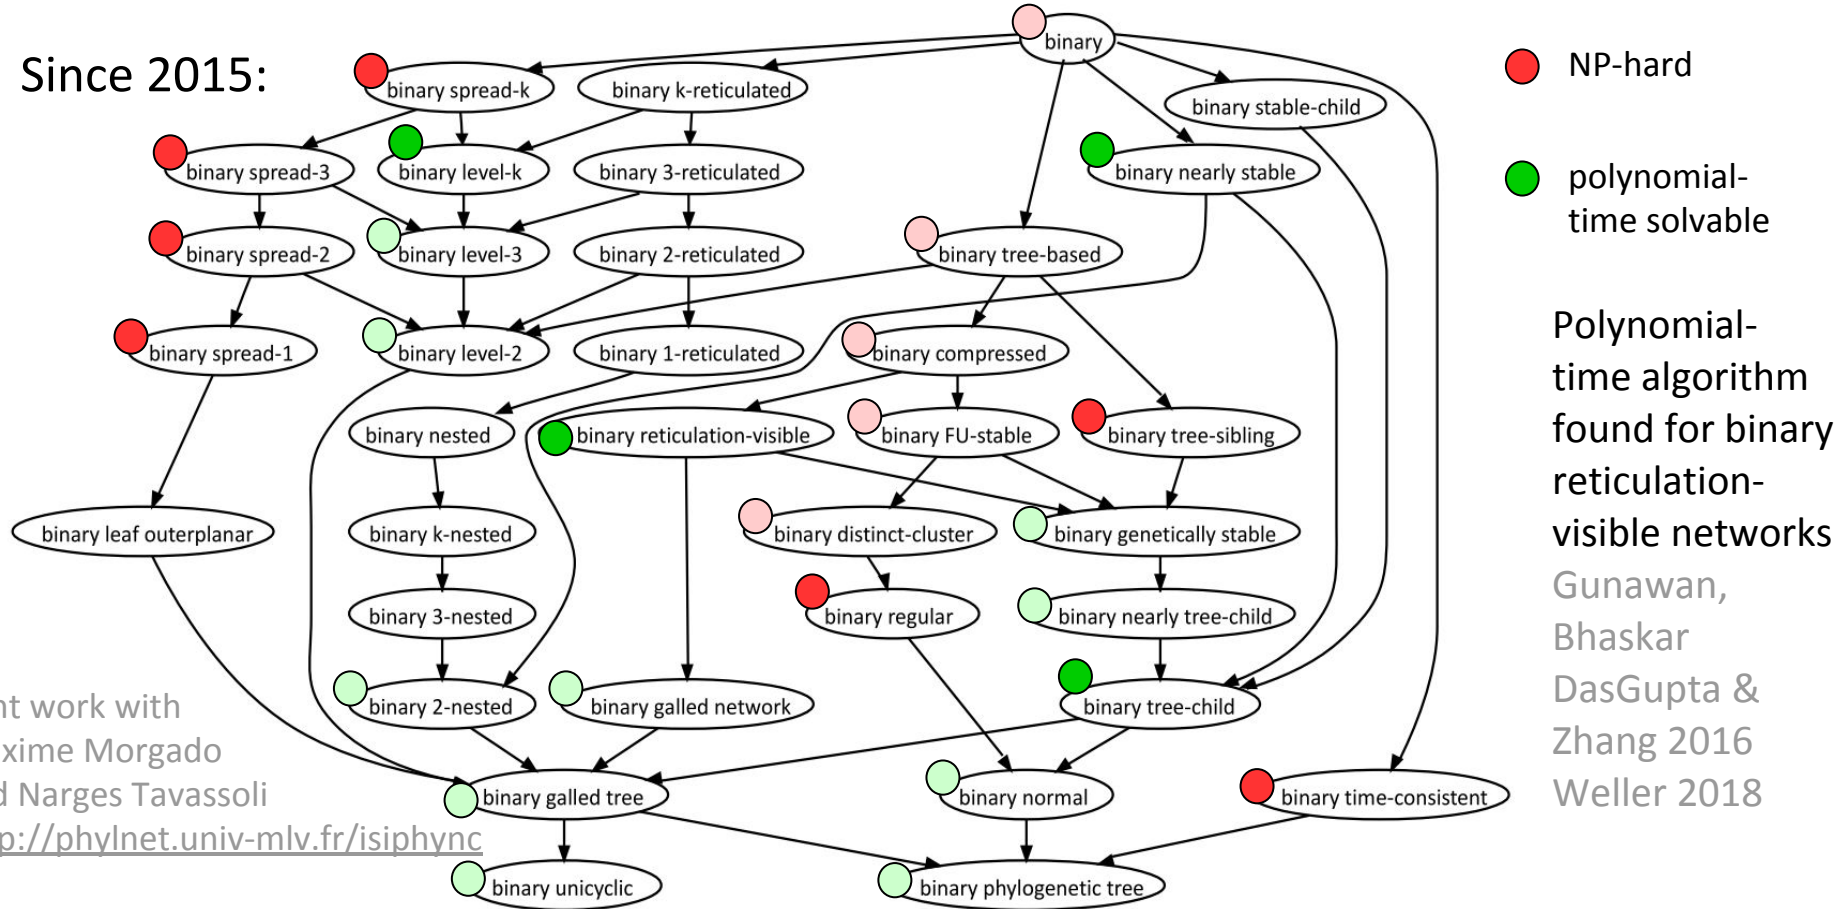 Since 2015:
binary
binary spread-k
binary k-reticulated
binary stable-child
binary spread-3
binary level-k
binary 3-reticulated
binary nearly stable
binary spread-2
binary level-3
binary 2-reticulated
binary tree-based
binary spread-1
binary level-2
binary 1-reticulated
binary compressed
binary nested
binary reticulation-visible
binary FU-stable
binary tree-sibling
binary leaf outerplanar
binary k-nested
binary distinct-cluster
binary genetically stable
binary 3-nested
binary regular
binary nearly tree-child
binary 2-nested
binary galled network
binary tree-child
binary galled tree
binary normal
binary time-consistent
binary unicyclic
binary phylogenetic tree
NP-hard
polynomial-
time solvable
Polynomial-
time algorithm
found for binary
reticulation-
visible networks
Gunawan,
Bhaskar
DasGupta &
Zhang 2016
Weller 2018
nt work with
xime Morgado
d Narges Tavassoli
p://phylnet.univ-mlv.fr/isiphync